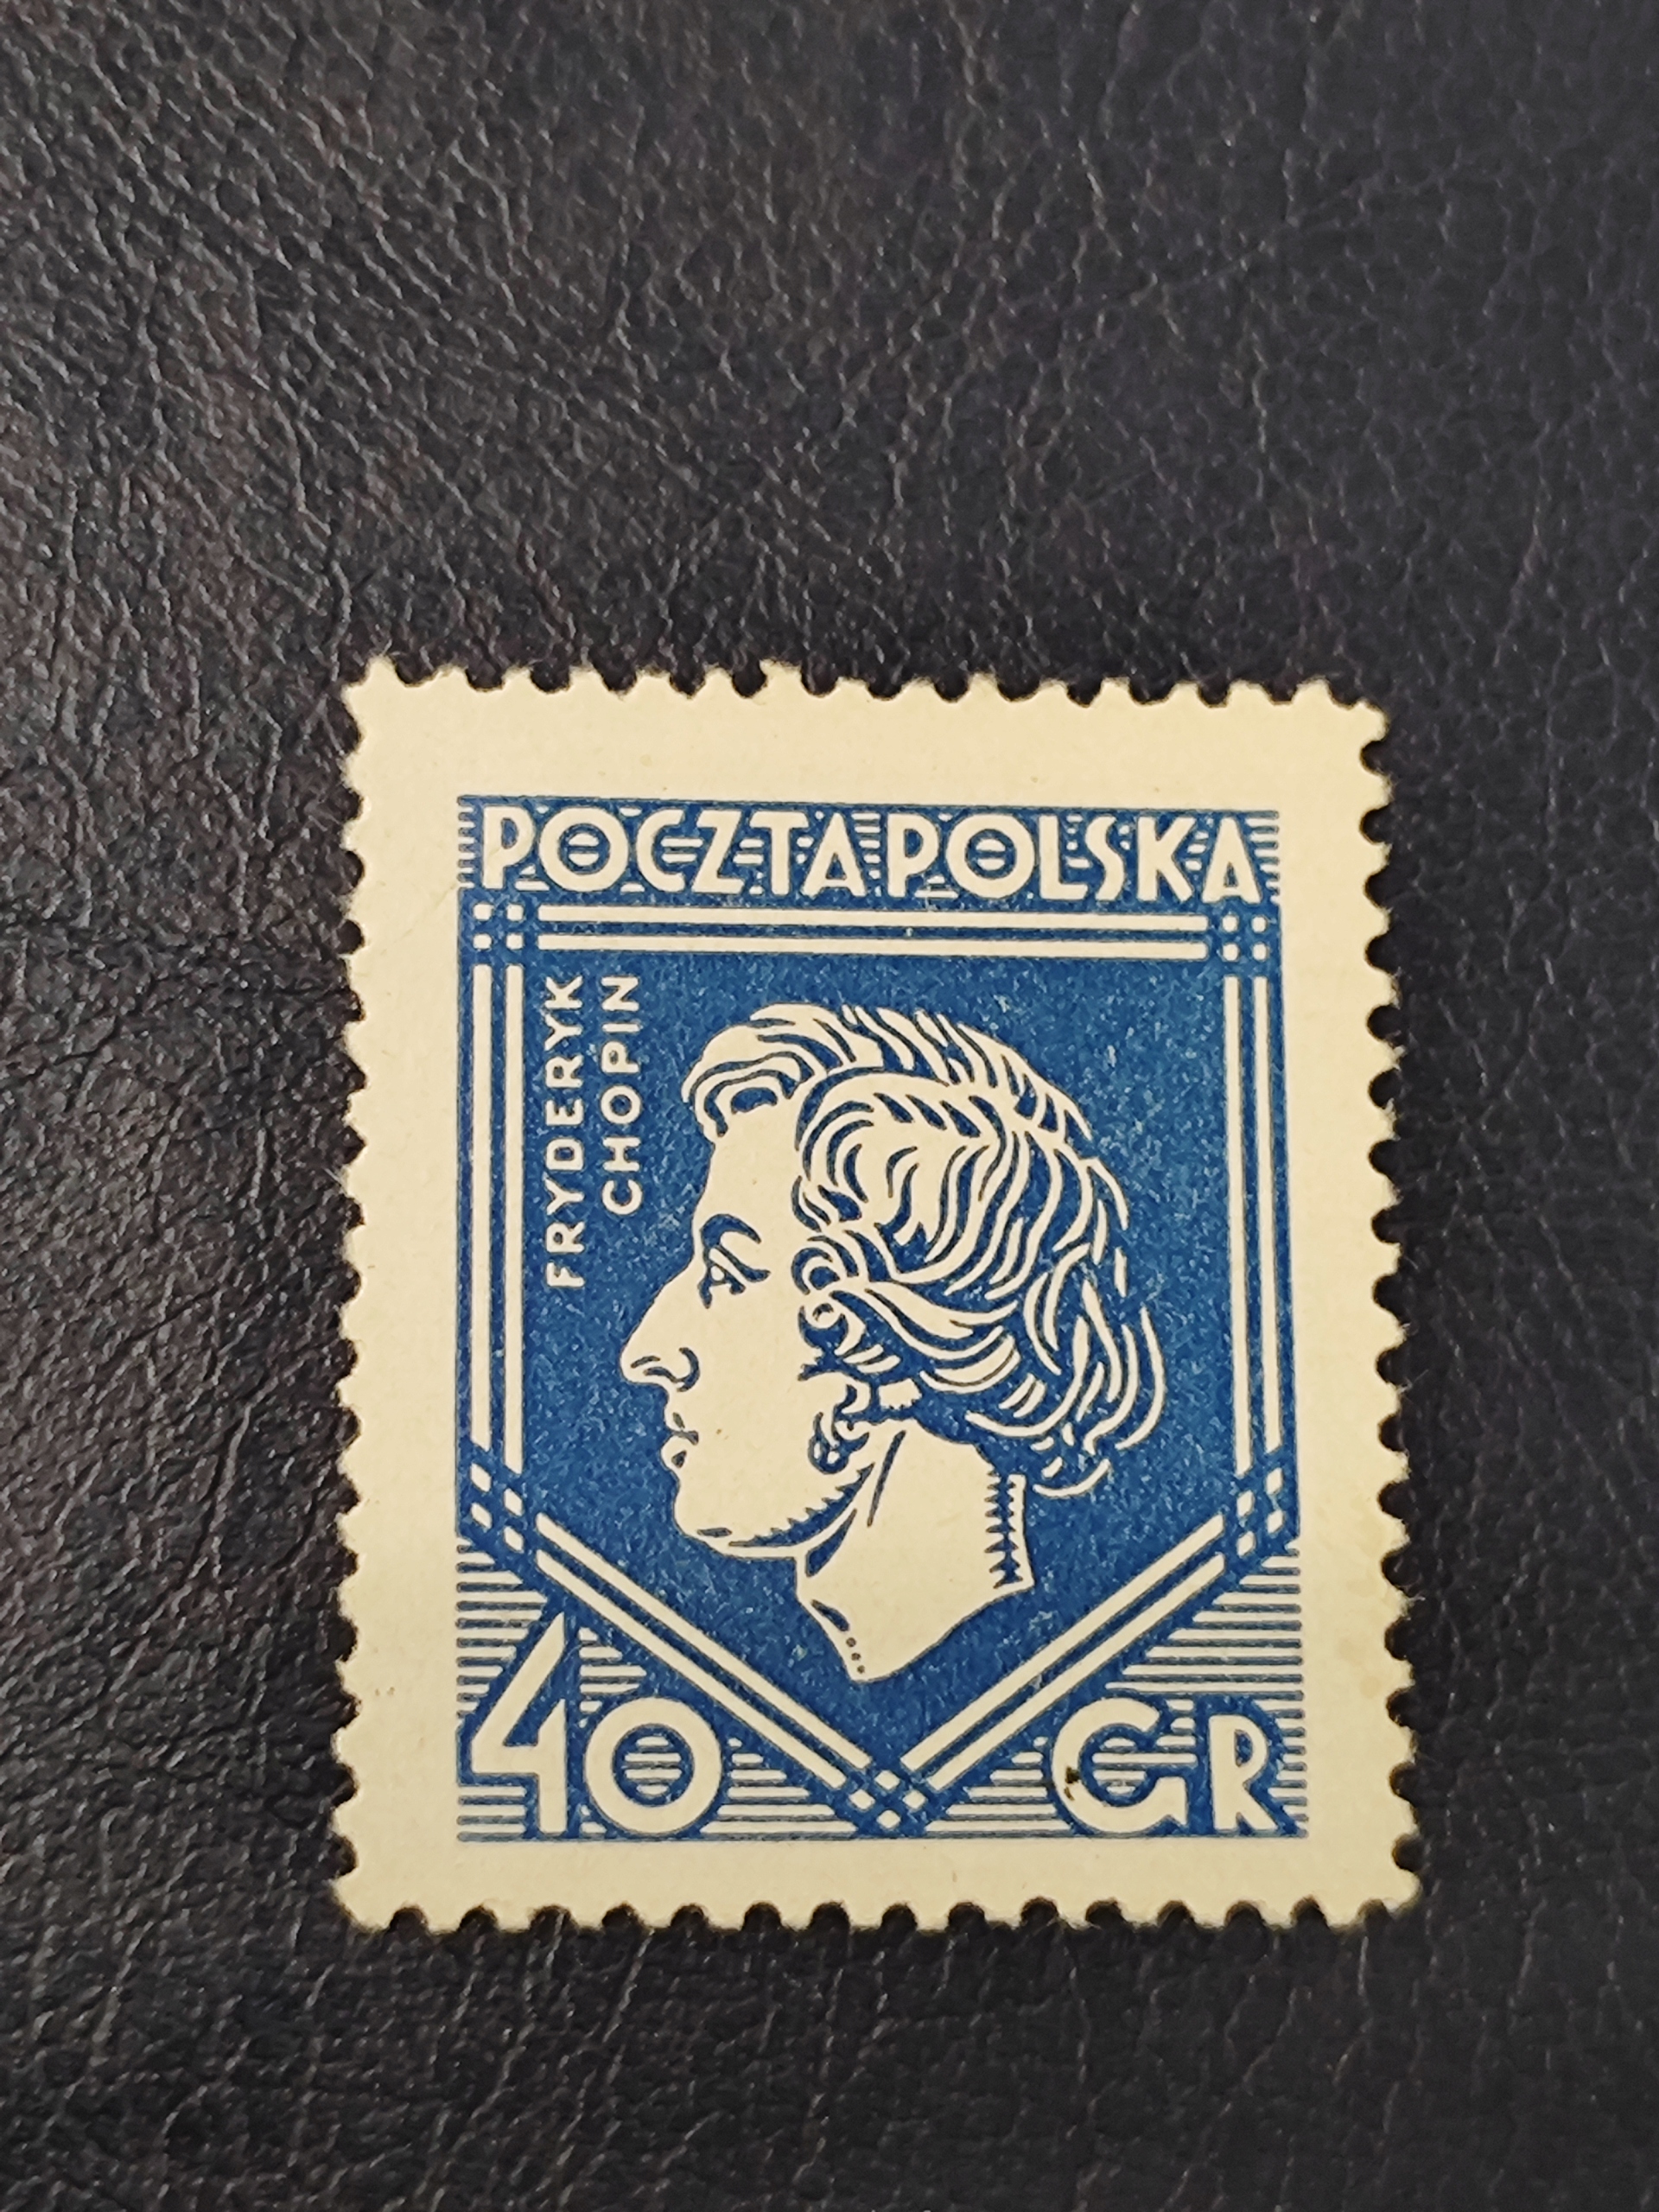 POCZTA POLSKA
FRYDERYK
CHOPIN
40 GR